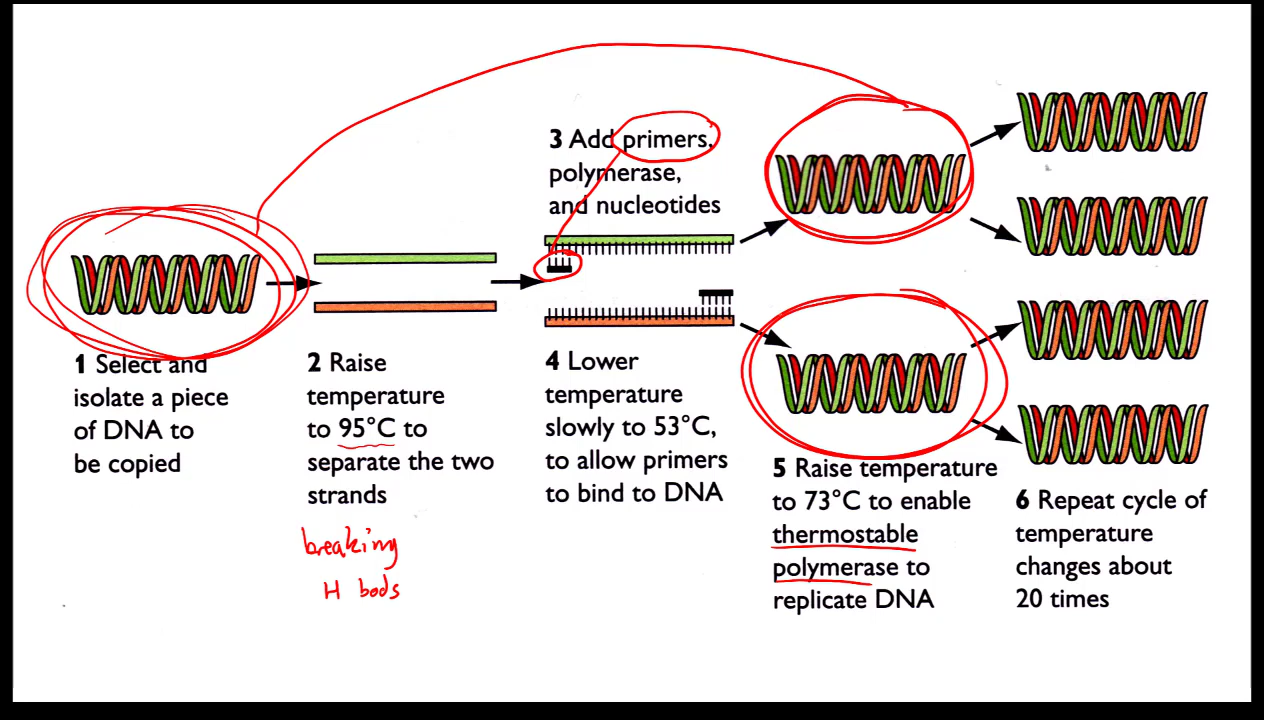 3 Add primers,
polymerase,
and nucleotides
1 Select and
isolate a piece
of DNA to
be copied
2 Raise
temperature
to 95°C to
separate the two
strands
breaking
H bods
4 Lower
temperature
slowly to 53°C,
to allow primers
to bind to DNA
5 Raise temperature
to 73°C to enable
thermostable
polymerase to
replicate DNA
6 Repeat cycle of
temperature
changes about
20 times